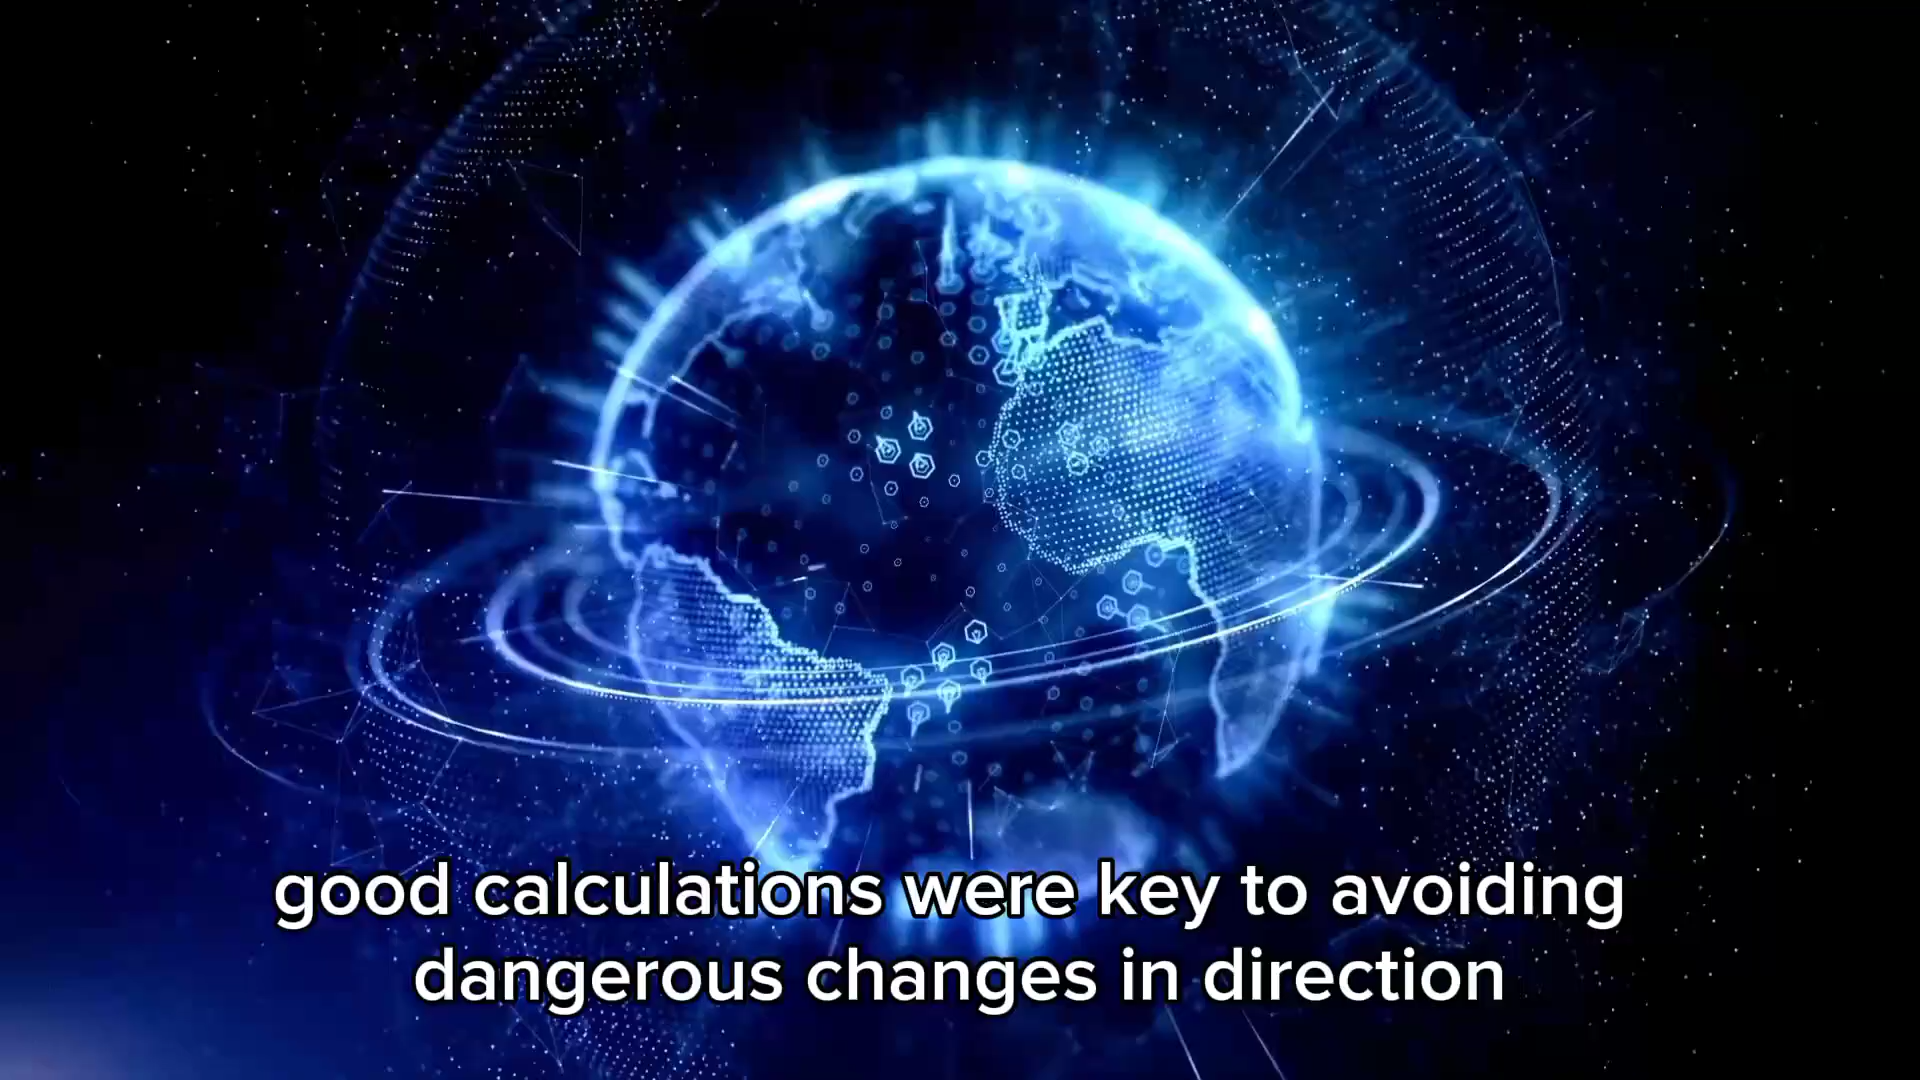 good calculations were key to avoiding
dangerous changes in direction